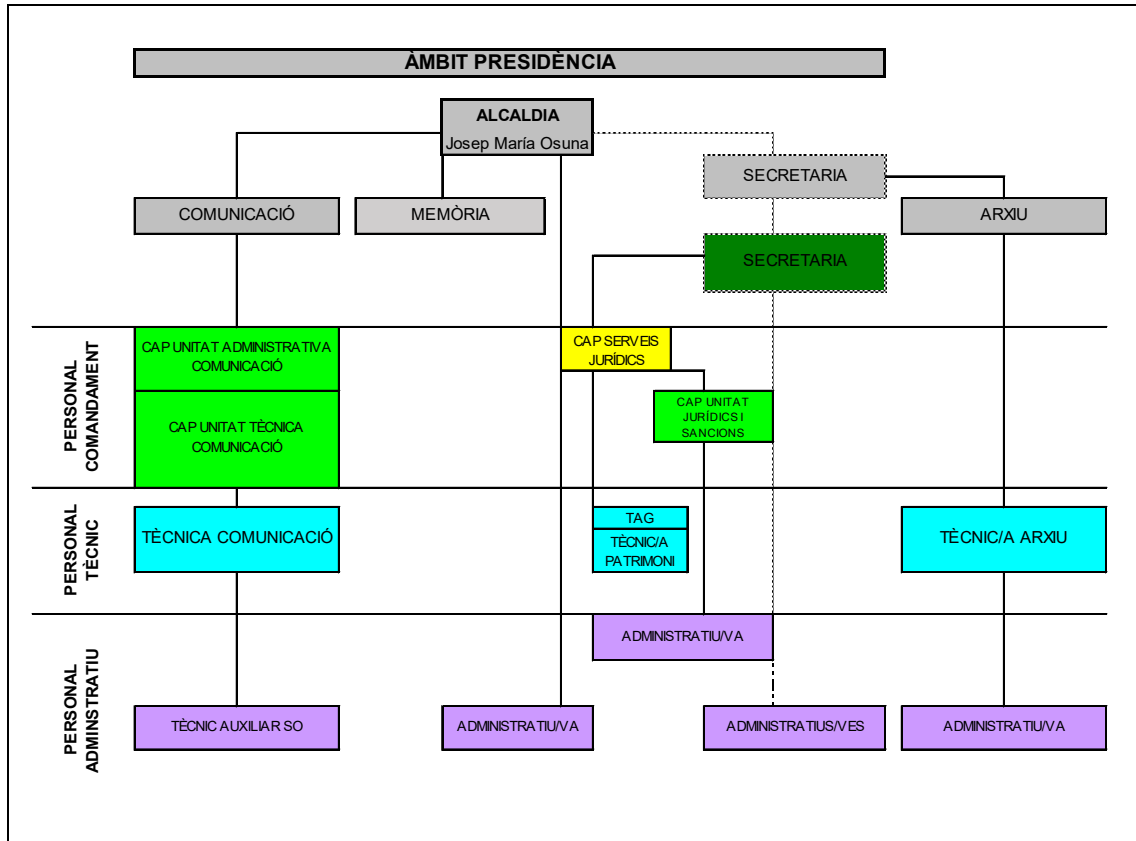 ÀMBIT PRESIDÈNCIA
ALCALDIA
Josep María Osuna
SECRETARIA
COMUNICACIÓ
MEMÒRIA
ARXIU
SECRETARIA
PERSONAL
COMANDAMENT
CAP UNITAT ADMINISTRATIVA
COMUNICACIÓ
CAP SERVEIS
JURÍDICS
CAP UNITAT TÈCNICA
COMUNICACIÓ
CAP UNITAT
JURÍDICS I
SANCIONS
PERSONAL
TÈCNIC
TÈCNICA COMUNICACIÓ
TAG
TÈCNIC/A
PATRIMONI
TÈCNIC/A ARXIU
PERSONAL
ADMINSTRATIU
ADMINISTRATIU/VA
TÈCNIC AUXILIAR SO
ADMINISTRATIU/VA
ADMINISTRATIUS/VES
ADMINISTRATIU/VA